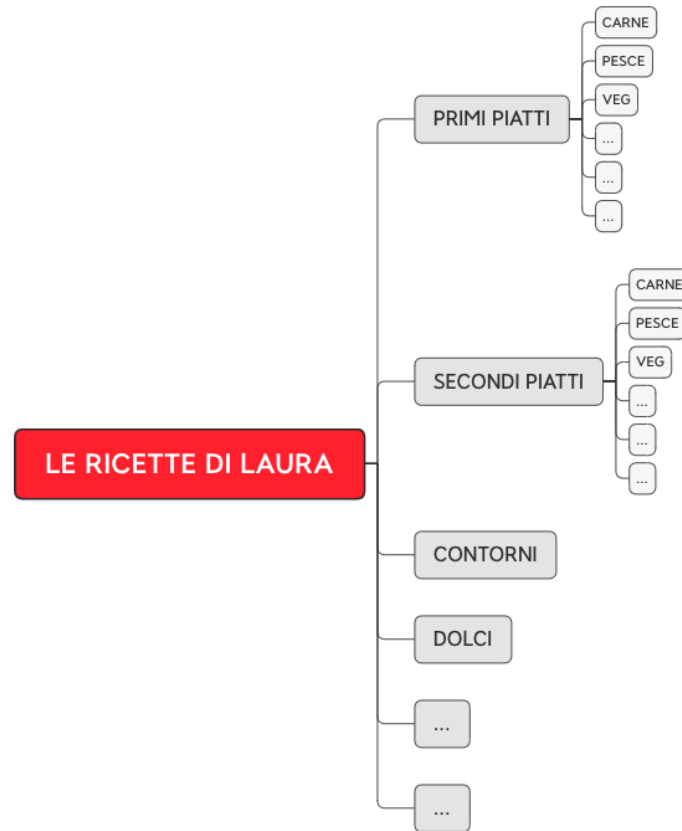 LE RICETTE DI LAURA
PRIMI PIATTI
CARNE
PESCE
VEG
...
...
...
SECONDI PIATTI
CARNE
PESCE
VEG
...
...
...
CONTORNI
DOLCI
...
...